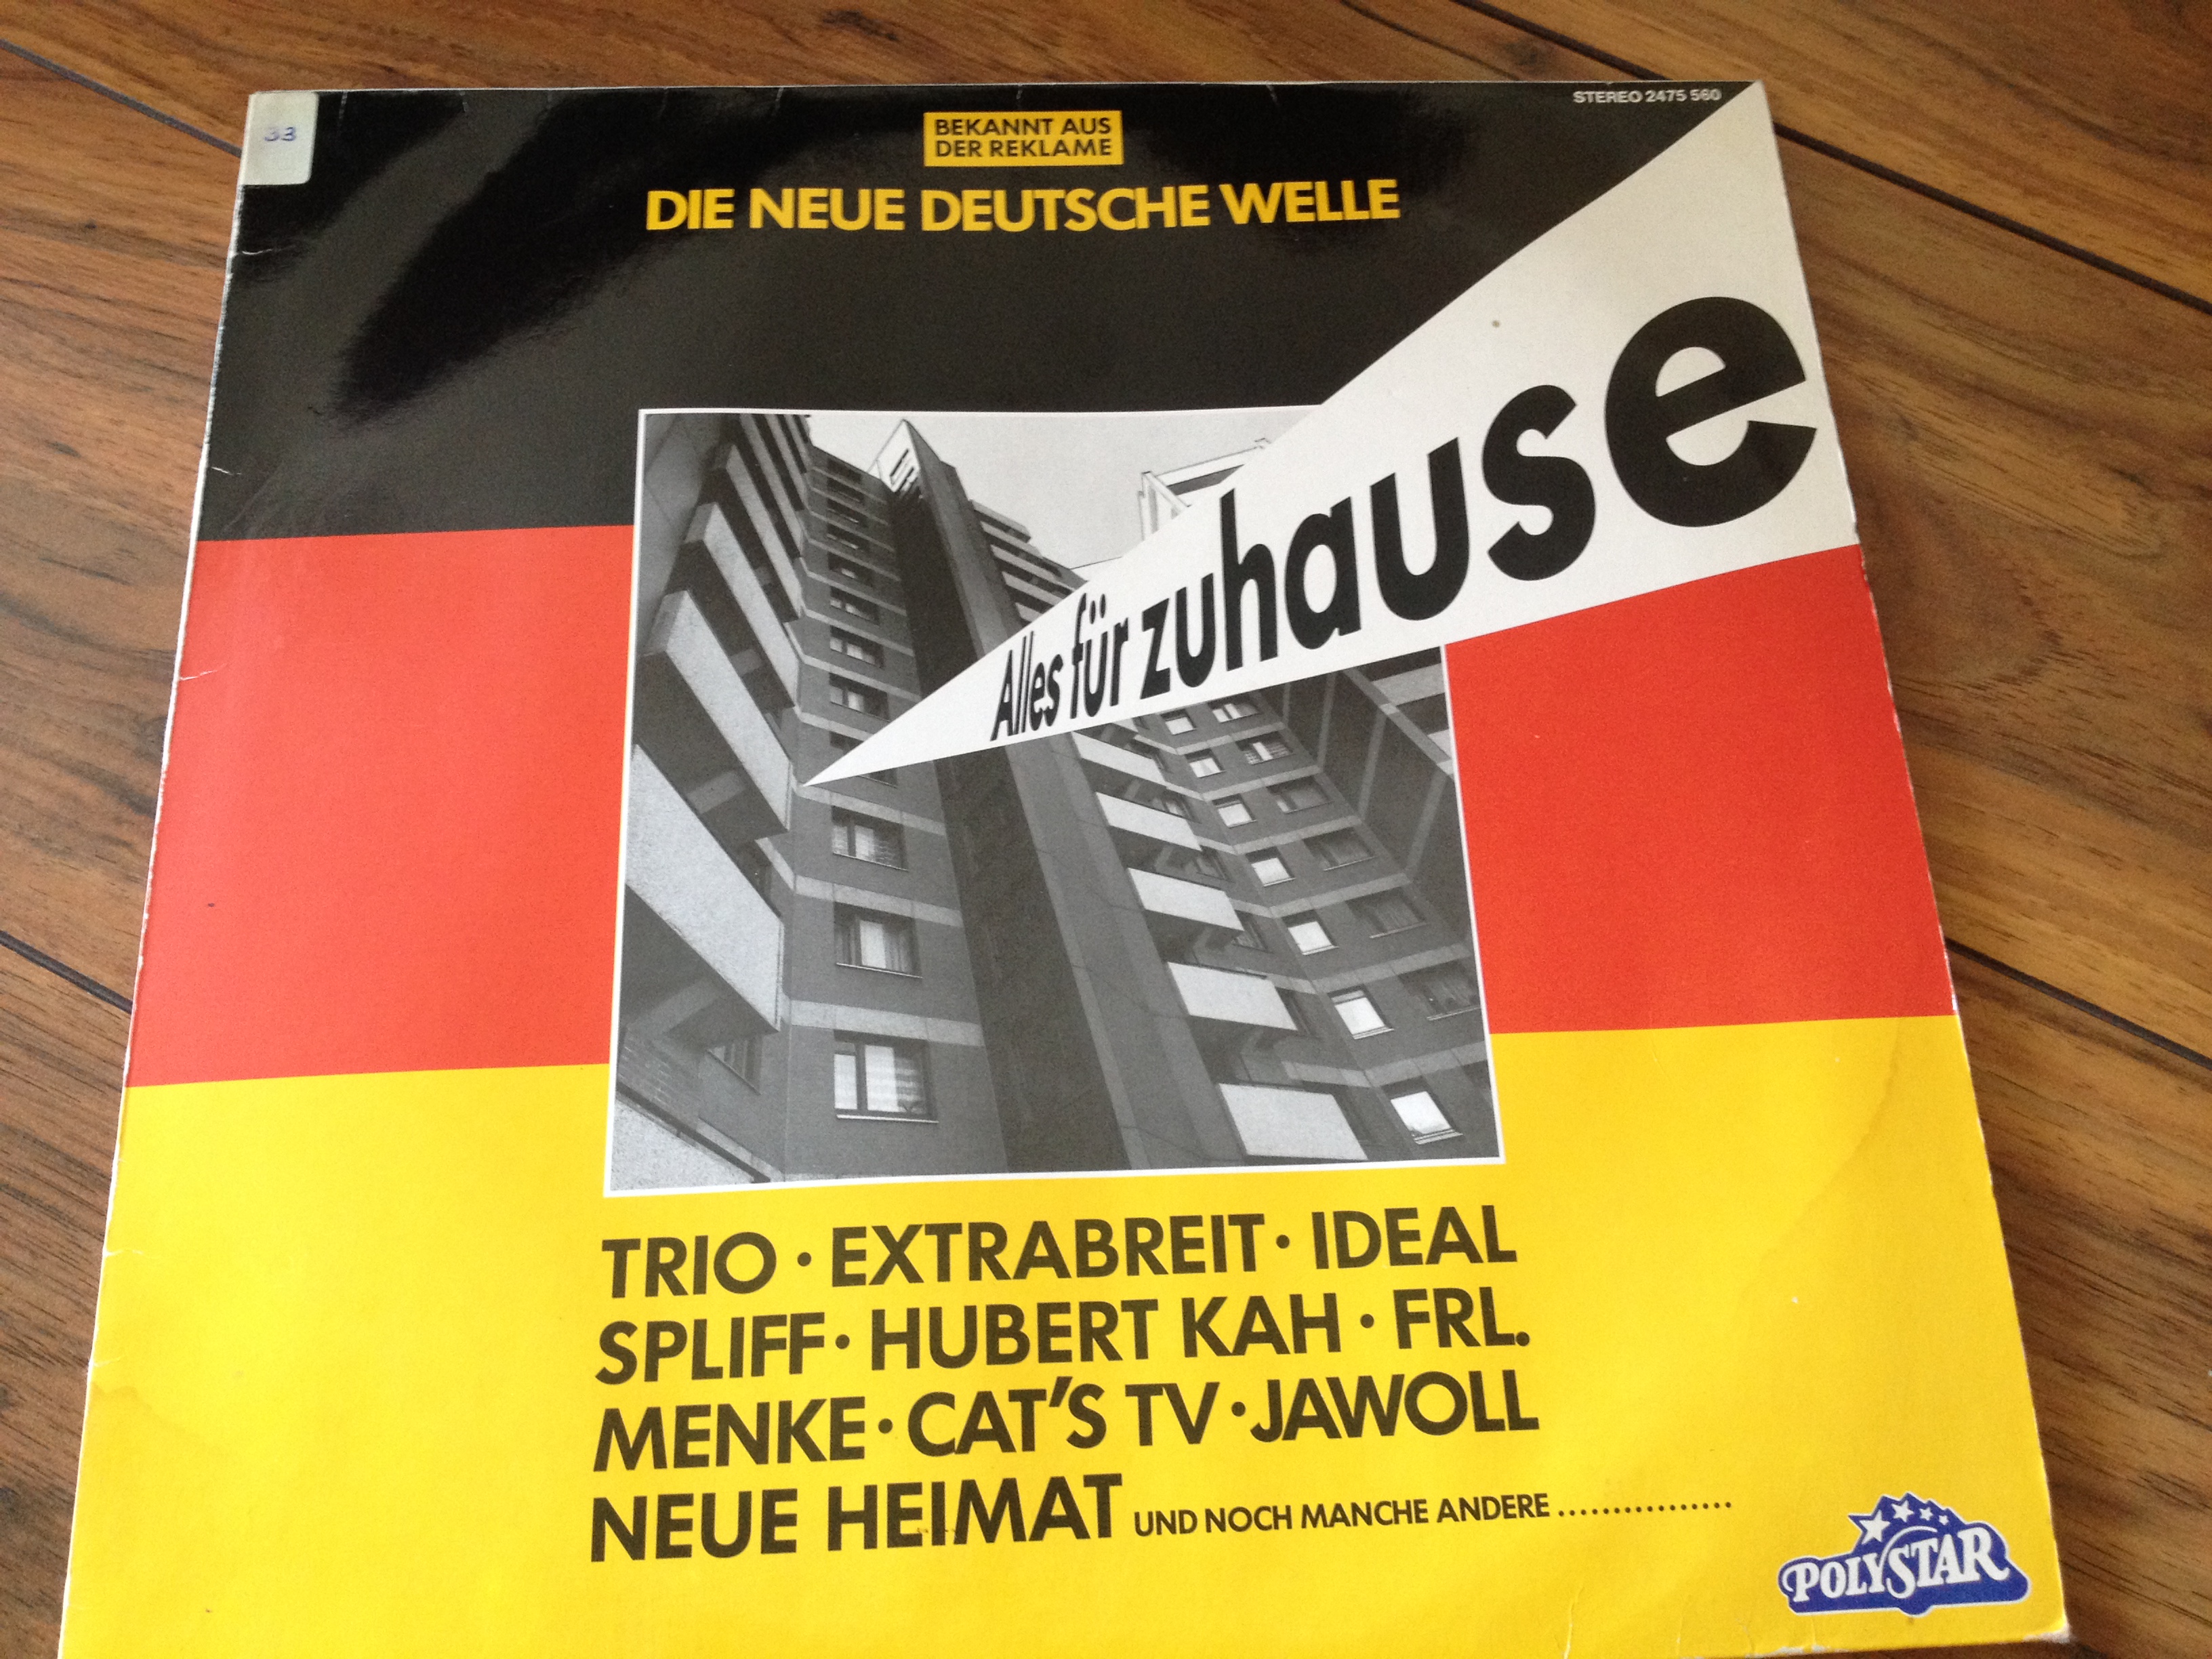 33
STEREO 2475 560
BEKANNT AUS
DER REKLAME
DIE NEUE DEUTSCHE WELLE
Alles für zuhause
TRIO · EXTRABREIT · IDEAL
SPLIFF · HUBERT KAH · FRL.
MENKE · CAT'S TV · JAWOLL
NEUE HEIMAT UND NOCH MANCHE ANDERE ................
POLYSTAR